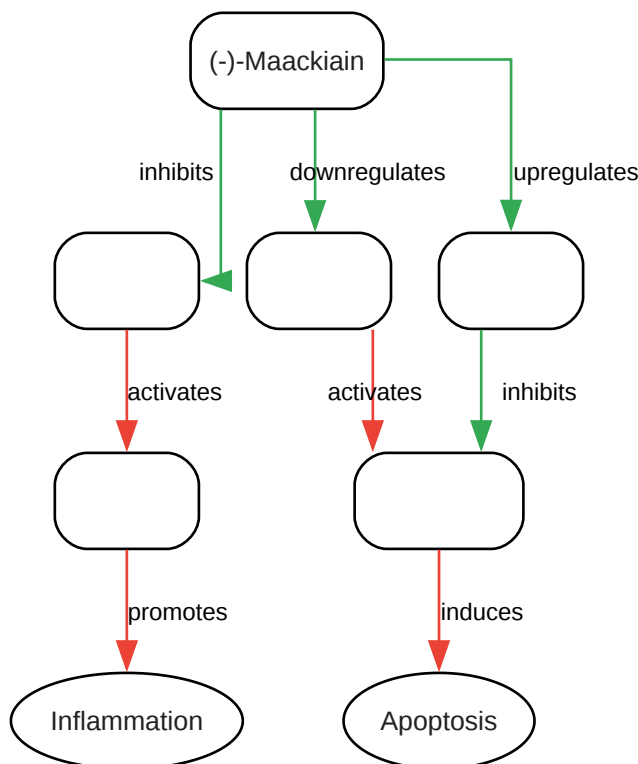 (-)-Maackiain
inhibits
downregulates
upregulates
activates
activates
inhibits
promotes
induces
Inflammation
Apoptosis